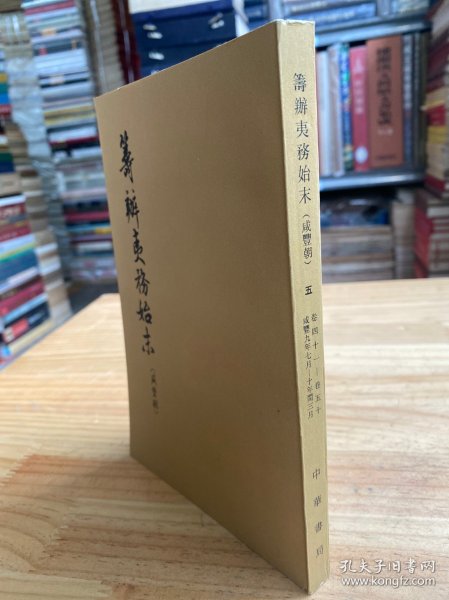 籌辦夷務始末
(咸豐朝)
籌辦夷務始末(咸豐朝) 五
卷四十一—卷五十
咸豐九年七月—十年閏三月
中華書局
孔夫子旧书网
www.kongfz.com